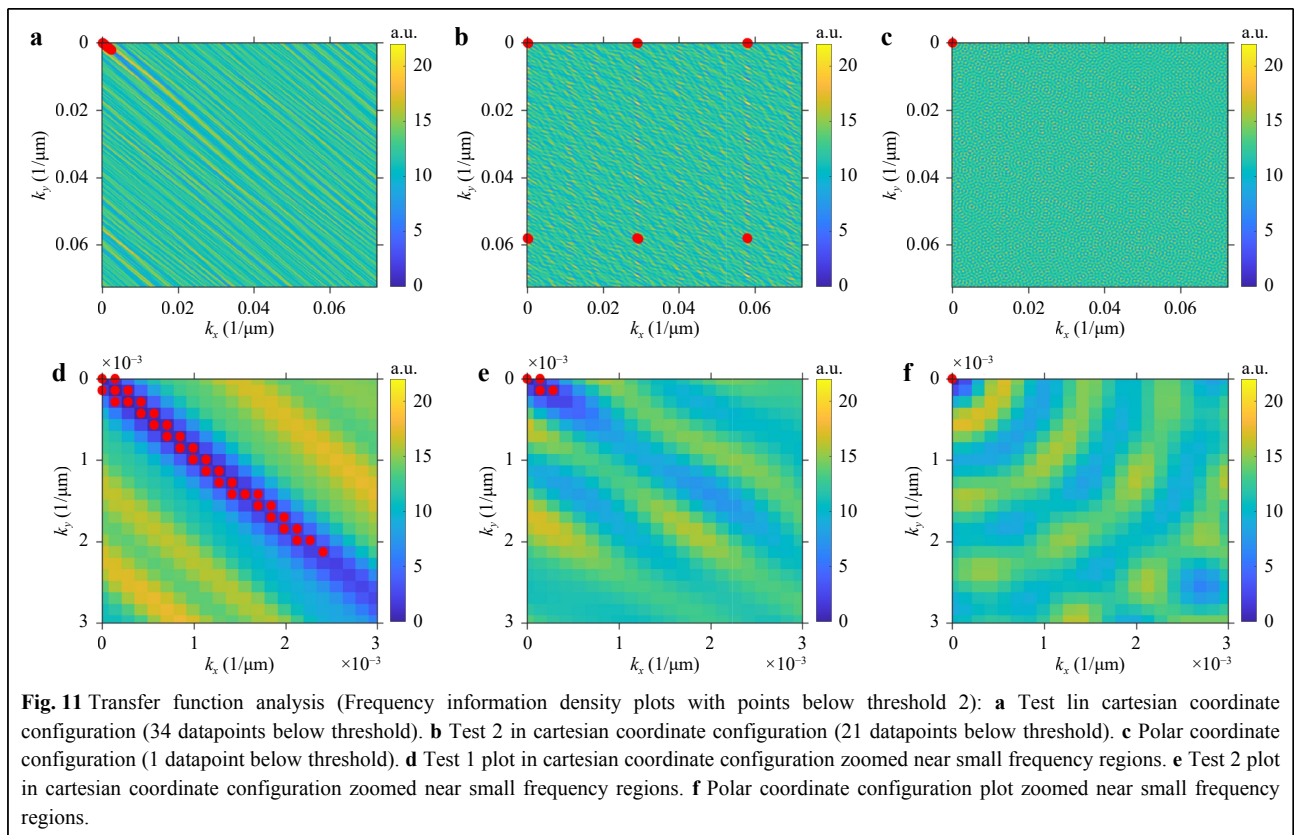 a
a.u.
0
0.02
0.04
0.06
k_y (1/μm)
0
0.02
0.04
0.06
k_x (1/μm)
20
15
10
5
0
b
a.u.
0
0.02
0.04
0.06
k_y (1/μm)
0
0.02
0.04
0.06
k_x (1/μm)
20
15
10
5
0
c
a.u.
0
0.02
0.04
0.06
k_y (1/μm)
0
0.02
0.04
0.06
k_x (1/μm)
20
15
10
5
0
d
×10⁻³
a.u.
0
1
2
3
k_y (1/μm)
1
2
3
k_x (1/μm)
×10⁻³
20
15
10
5
0
e
×10⁻³
a.u.
0
1
2
3
k_y (1/μm)
0
1
2
3
k_x (1/μm)
×10⁻³
20
15
10
5
0
f
×10⁻³
a.u.
0
1
2
3
k_y (1/μm)
0
1
2
3
k_x (1/μm)
×10⁻³
20
15
10
5
0
Fig. 11 Transfer function analysis (Frequency information density plots with points below threshold 2): a Test lin cartesian coordinate
configuration (34 datapoints below threshold). b Test 2 in cartesian coordinate configuration (21 datapoints below threshold). c Polar coordinate
configuration (1 datapoint below threshold). d Test 1 plot in cartesian coordinate configuration zoomed near small frequency regions. e Test 2 plot
in cartesian coordinate configuration zoomed near small frequency regions. f Polar coordinate configuration plot zoomed near small frequency
regions.